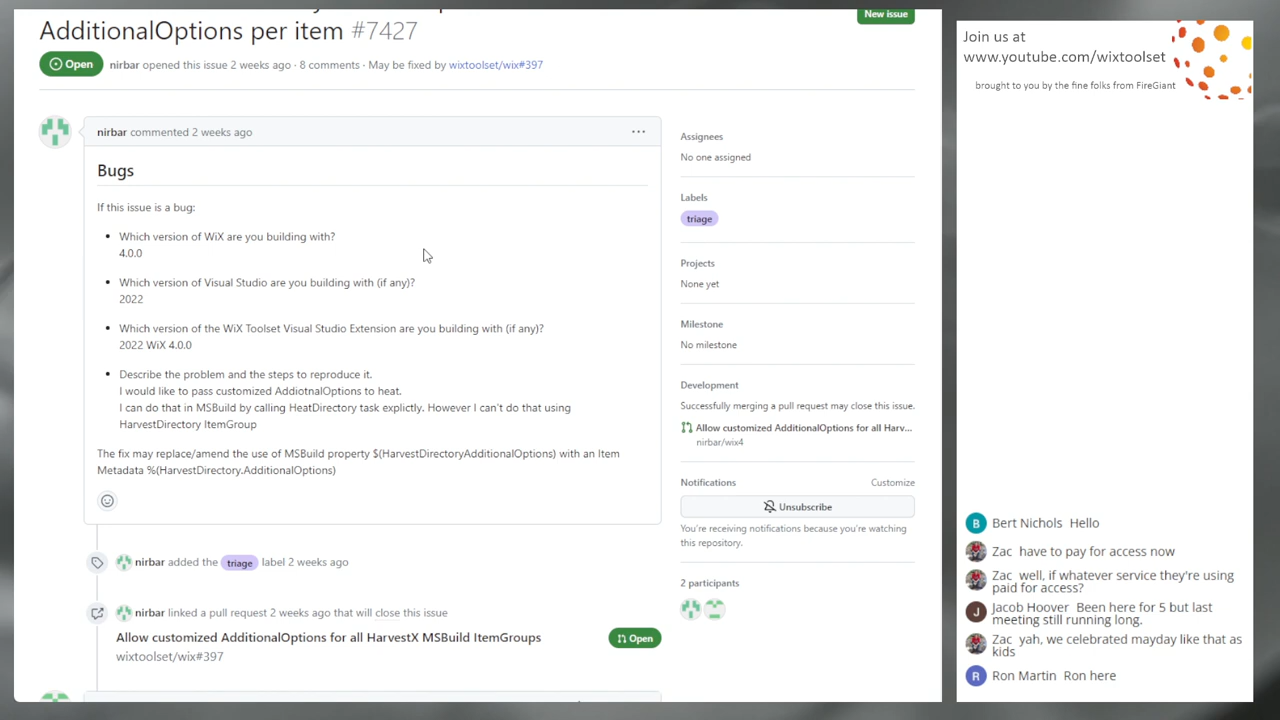 AdditionalOptions per item #7427
New issue
Open
nirbar opened this issue 2 weeks ago · 8 comments · May be fixed by wixtoolset/wix#397
nirbar commented 2 weeks ago
Bugs
If this issue is a bug:
• Which version of WiX are you building with?
4.0.0
• Which version of Visual Studio are you building with (if any)?
2022
• Which version of the WiX Toolset Visual Studio Extension are you building with (if any)?
2022 WiX 4.0.0
• Describe the problem and the steps to reproduce it.
I would like to pass customized AddiotnalOptions to heat.
I can do that in MSBuild by calling HeatDirectory task explictly. However I can't do that using
HarvestDirectory ItemGroup
The fix may replace/amend the use of MSBuild property $(HarvestDirectoryAdditionalOptions) with an Item
Metadata %(HarvestDirectory.AdditionalOptions)
nirbar added the triage label 2 weeks ago
nirbar linked a pull request 2 weeks ago that will close this issue
Allow customized AdditionalOptions for all HarvestX MSBuild ItemGroups
Open
wixtoolset/wix#397
Assignees
No one assigned
Labels
triage
Projects
None yet
Milestone
No milestone
Development
Successfully merging a pull request may close this issue.
Allow customized AdditionalOptions for all Harv...
nirbar/wix4
Notifications
Customize
Unsubscribe
You're receiving notifications because you're watching
this repository.
2 participants
Join us at
www.youtube.com/wixtoolset
brought to you by the fine folks from FireGiant
B Bert Nichols Hello
Zac have to pay for access now
Zac well, if whatever service they're using
paid for access?
J Jacob Hoover Been here for 5 but last
meeting still running long.
Zac yah, we celebrated mayday like that as
kids
R Ron Martin Ron here